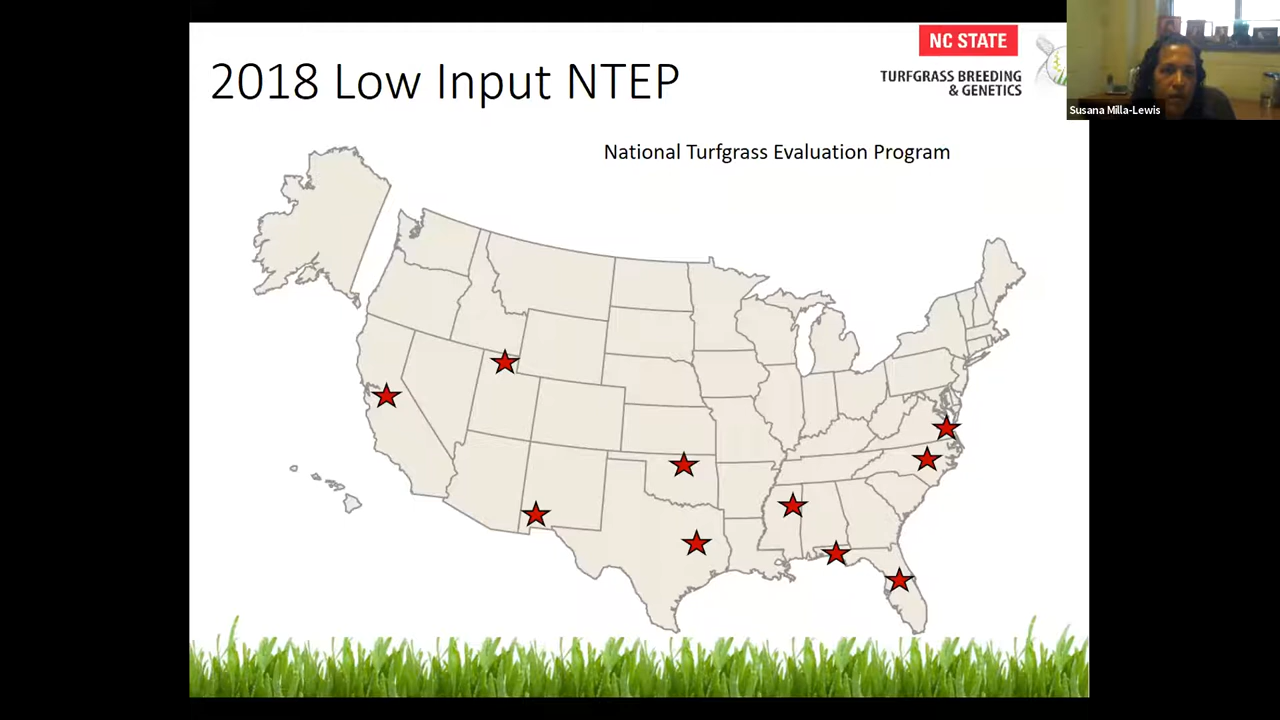 2018 Low Input NTEP
NC STATE
TURFGRASS BREEDING
& GENETICS
Susana Milla-Lewis
National Turfgrass Evaluation Program